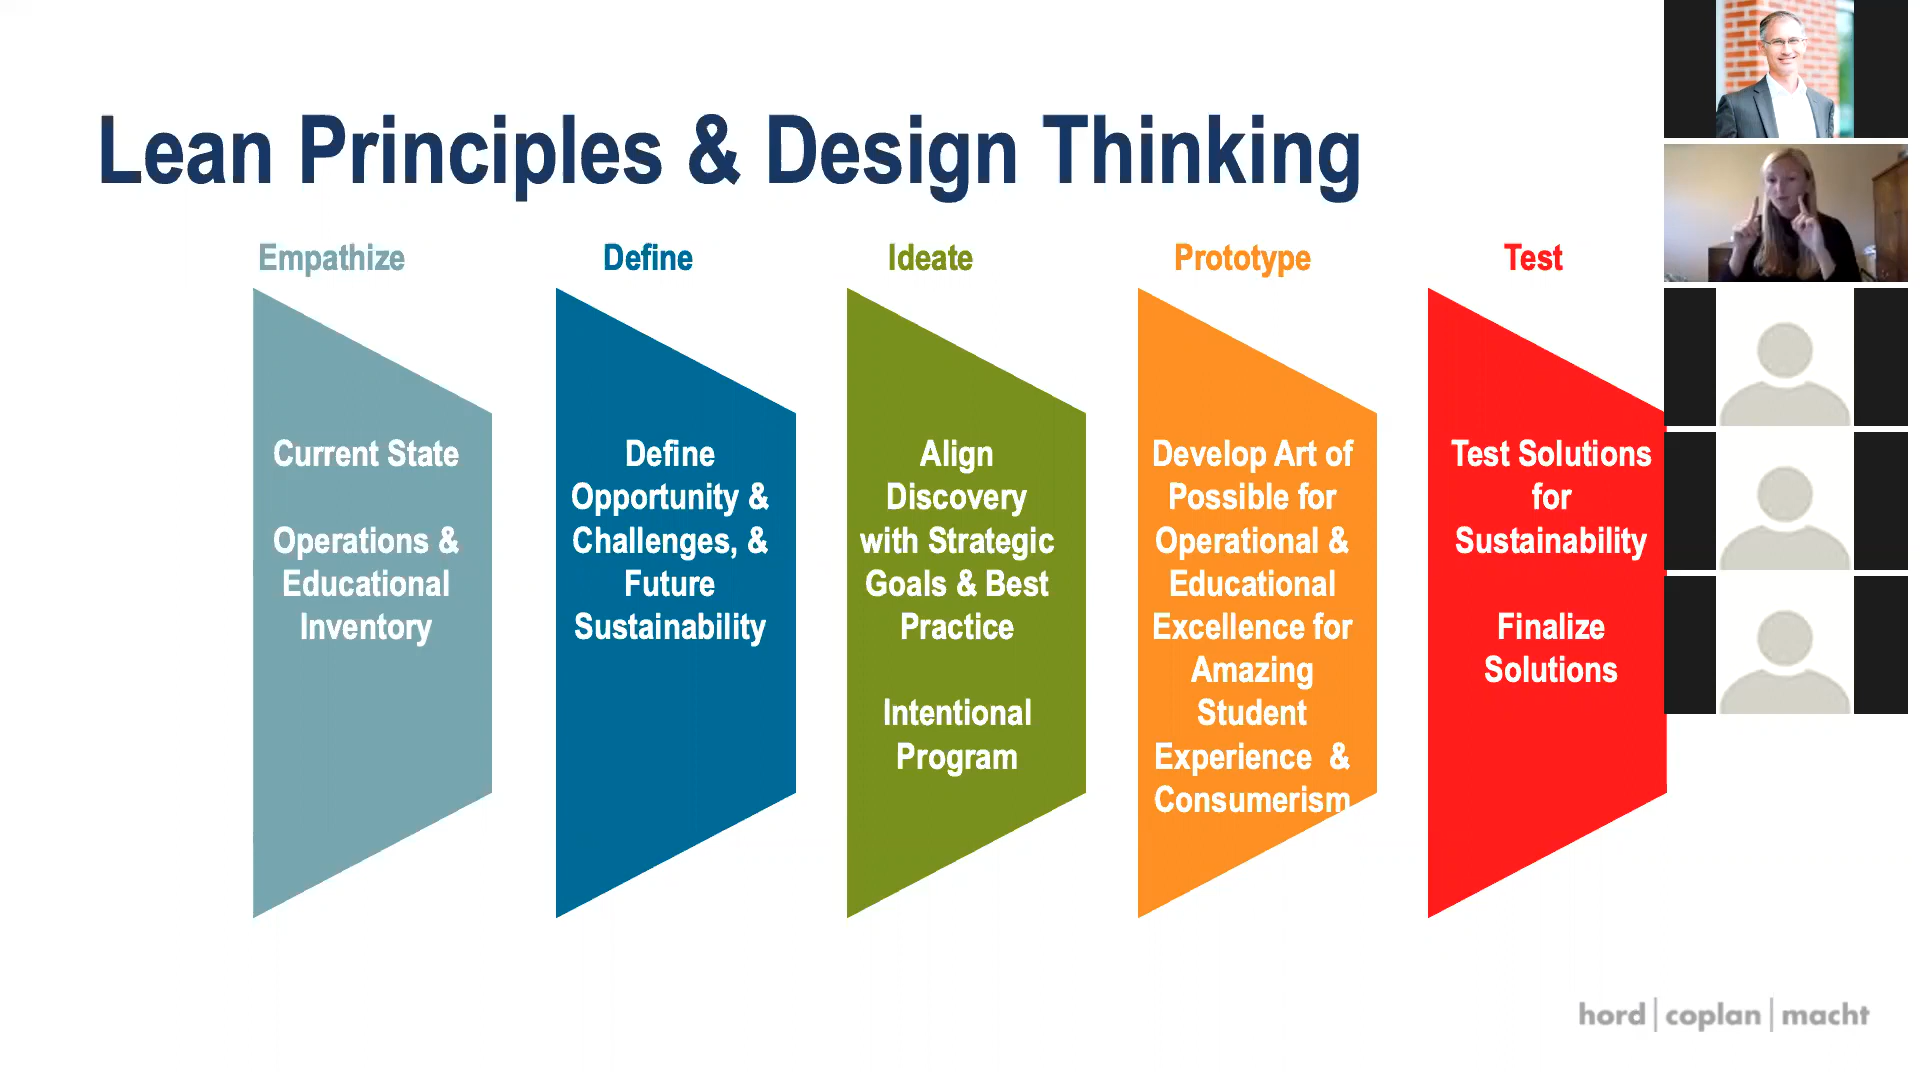 Lean Principles & Design Thinking
Empathize
Define
Ideate
Prototype
Test
Current State
Operations &
Educational
Inventory
Define
Opportunity &
Challenges, &
Future
Sustainability
Align
Discovery
with Strategic
Goals & Best
Practice
Intentional
Program
Develop Art of
Possible for
Operational &
Educational
Excellence for
Amazing
Student
Experience &
Consumerism
Test Solutions
for
Sustainability
Finalize
Solutions
hord | coplan | macht